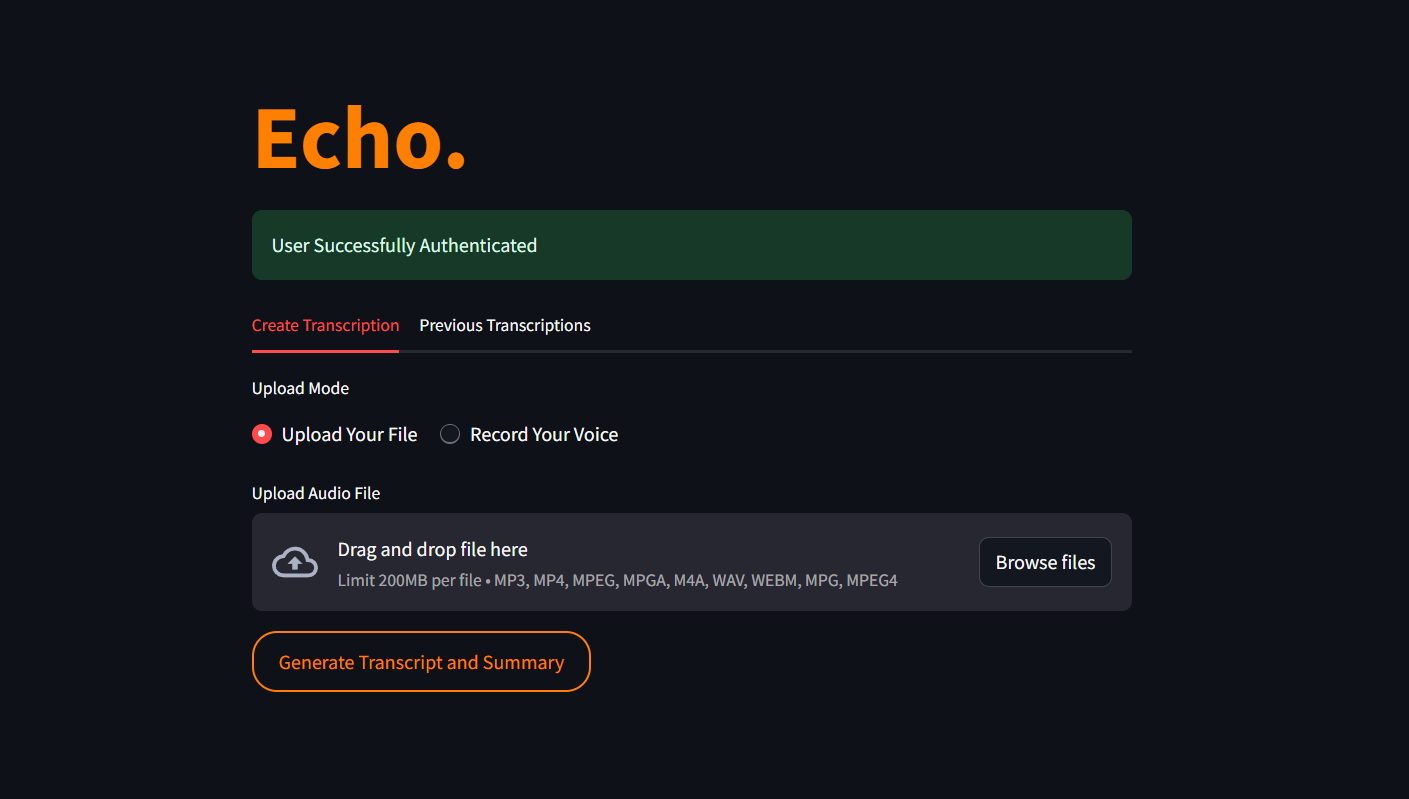 Echo.
User Successfully Authenticated
Create Transcription Previous Transcriptions
Upload Mode
Upload Your File Record Your Voice
Upload Audio File
Drag and drop file here
Limit 200MB per file • MP3, MP4, MPEG, MPGA, M4A, WAV, WEBM, MPG, MPEG4
Browse files
Generate Transcript and Summary